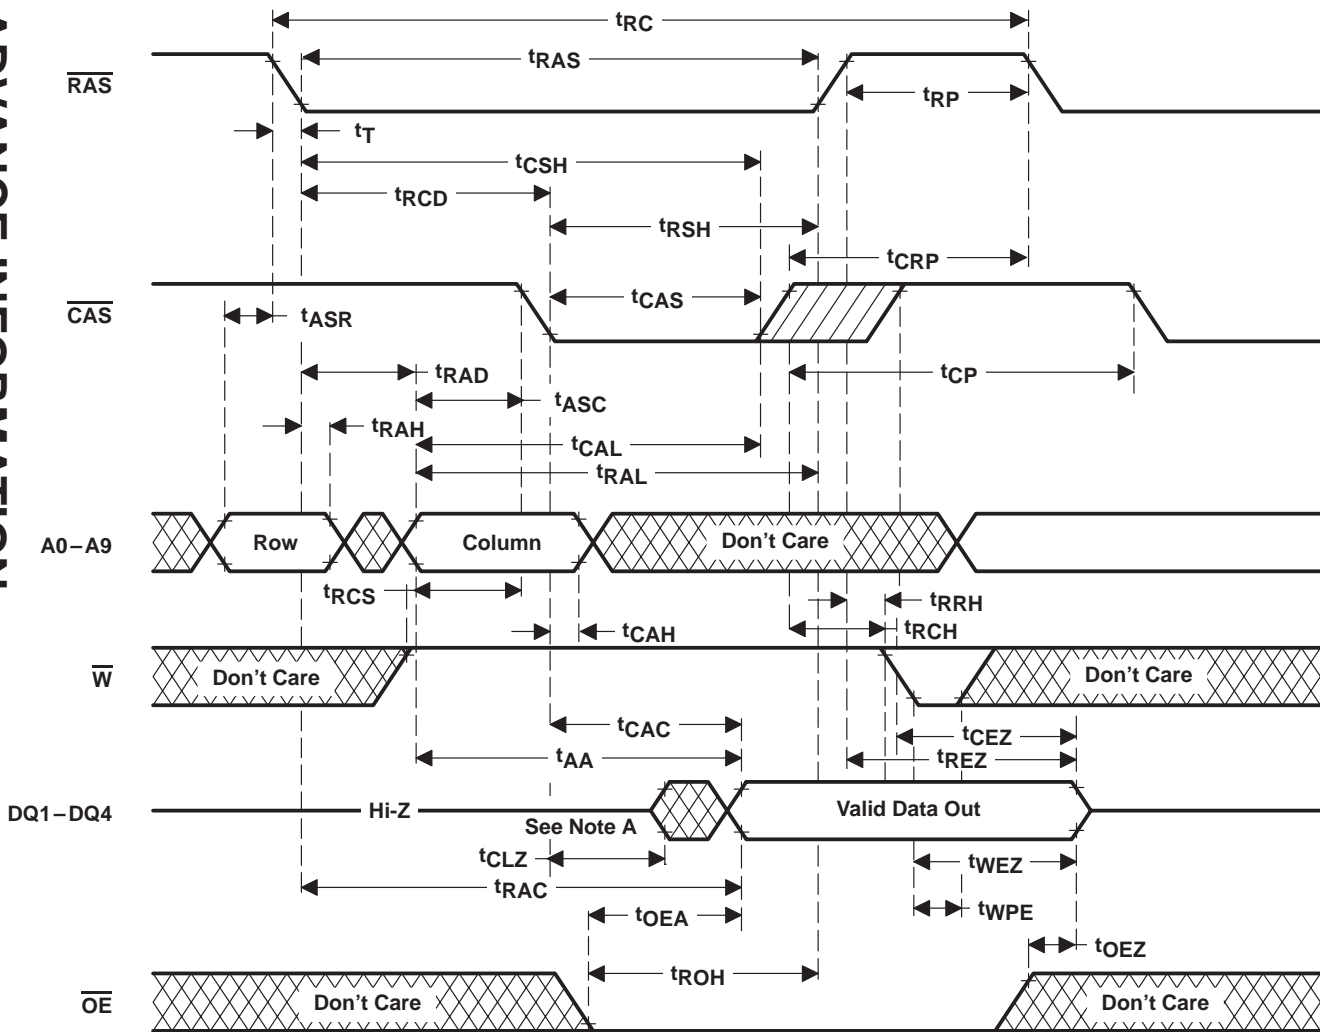 ADVANCE INFORMATION
tRC
RAS
tRAS
tRP
tT
tCSH
tRCD
tRSH
tCRP
CAS
tCAS
tASR
tRAD
tCP
tASC
tRAH
tCAL
tRAL
A0–A9
Row
Column
Don't Care
tRCS
tRRH
tCAH
tRCH
W
Don't Care
Don't Care
tCAC
tCEZ
tAA
tREZ
DQ1–DQ4
Hi-Z
Valid Data Out
See Note A
tCLZ
tWEZ
tRAC
tOEA
tWPE
tOEZ
tROH
OE
Don't Care
Don't Care